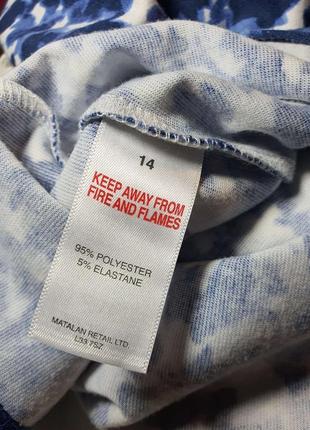 14
KEEP AWAY FROM
FIRE AND FLAMES
95% POLYESTER
5% ELASTANE
MATALAN RETAIL LTD
L33 7SZ